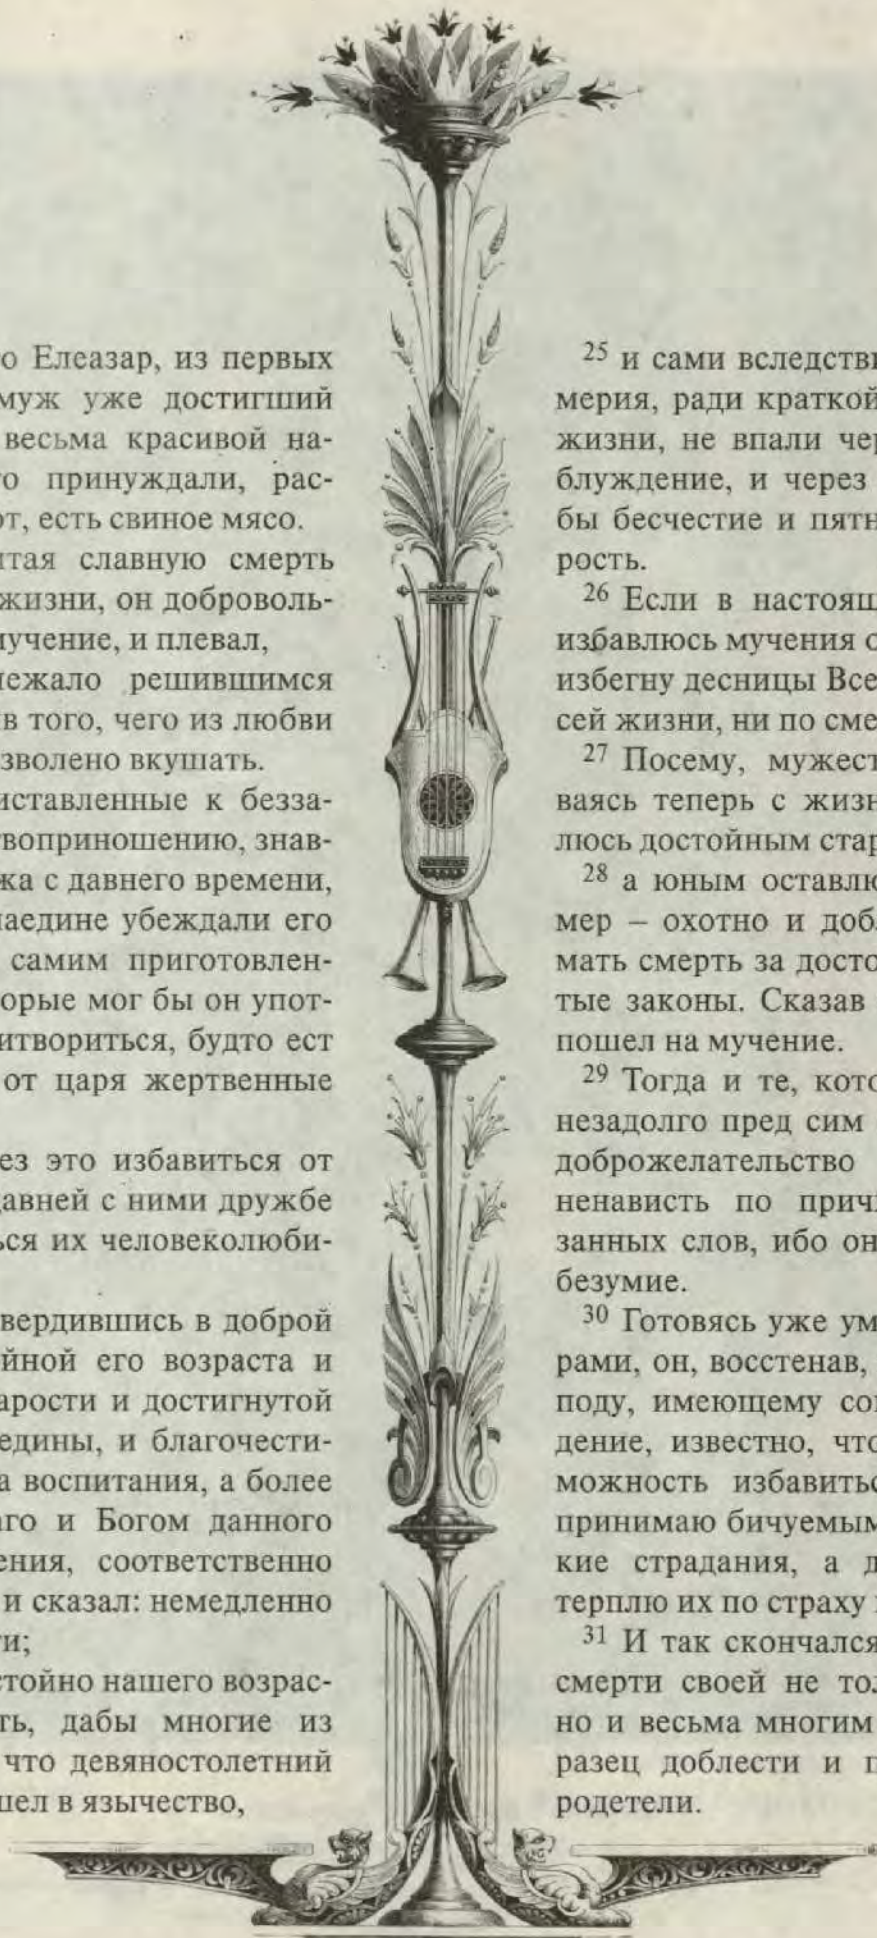 о Елеазар, из первых
муж уже достигший
весьма красивой на-
го принуждали, рас-
от, есть свиное мясо.
итая славную смерть
жизни, он доброволь-
мучение, и плевал,
лежало решившимся
в того, чего из любви
зволено вкушать.
иставленные к безза-
твоприношению, знав-
жа с давнего времени,
наедине убеждали его
самим приготовлен-
орые мог бы он упот-
итвориться, будто ест
от царя жертвенные
ез это избавиться от
давней с ними дружбе
ься их человеколюби-
твердившись в доброй
йной его возраста и
арости и достигнутой
едины, и благочести-
а воспитания, а более
аго и Богом данного
ения, соответственно
и сказал: немедленно
ти;
стойно нашего возрас-
ть, дабы многие из
что девяностолетний
шел в язычество,
25 и сами вследстви
мерия, ради краткой
жизни, не впали чер
блуждение, и через
бы бесчестие и пятн
рость.
26 Если в настоящ
избавлюсь мучения о
избегну десницы Все
сей жизни, ни по сме
27 Посему, мужест
ваясь теперь с жизн
люсь достойным стар
28 а юным оставлю
мер – охотно и добл
мать смерть за досто
тые законы. Сказав
пошел на мучение.
29 Тогда и те, кото
незадолго пред сим
доброжелательство
ненависть по прич
занных слов, ибо он
безумие.
30 Готовясь уже ум
рами, он, восстенав,
поду, имеющему со
дение, известно, что
можность избавитьс
принимаю бичуемым
кие страдания, а д
терплю их по страху
31 И так скончался
смерти своей не тол
но и весьма многим
разец доблести и п
родетели.